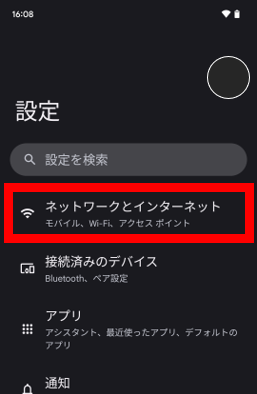 16:08
設定
設定を検索
ネットワークとインターネット
モバイル、Wi-Fi、アクセス ポイント
接続済みのデバイス
Bluetooth、ペア設定
アプリ
アシスタント、最近使ったアプリ、デフォルトの
アプリ
通知